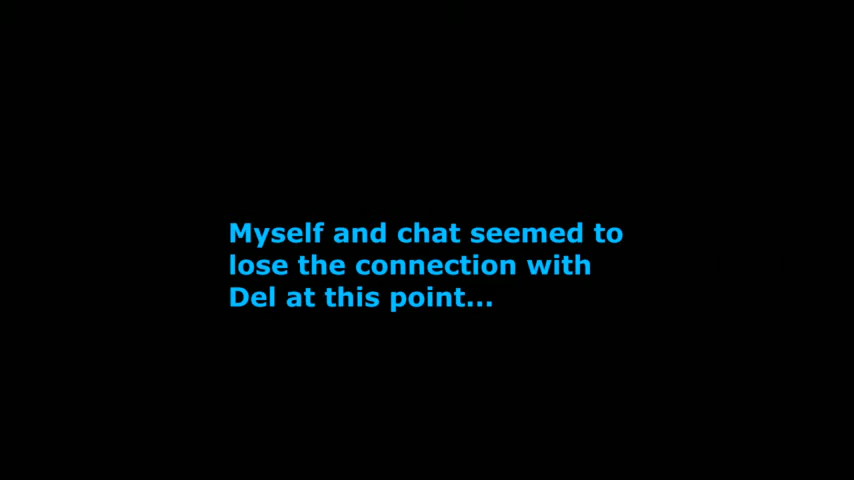 Myself and chat seemed to
lose the connection with
Del at this point...